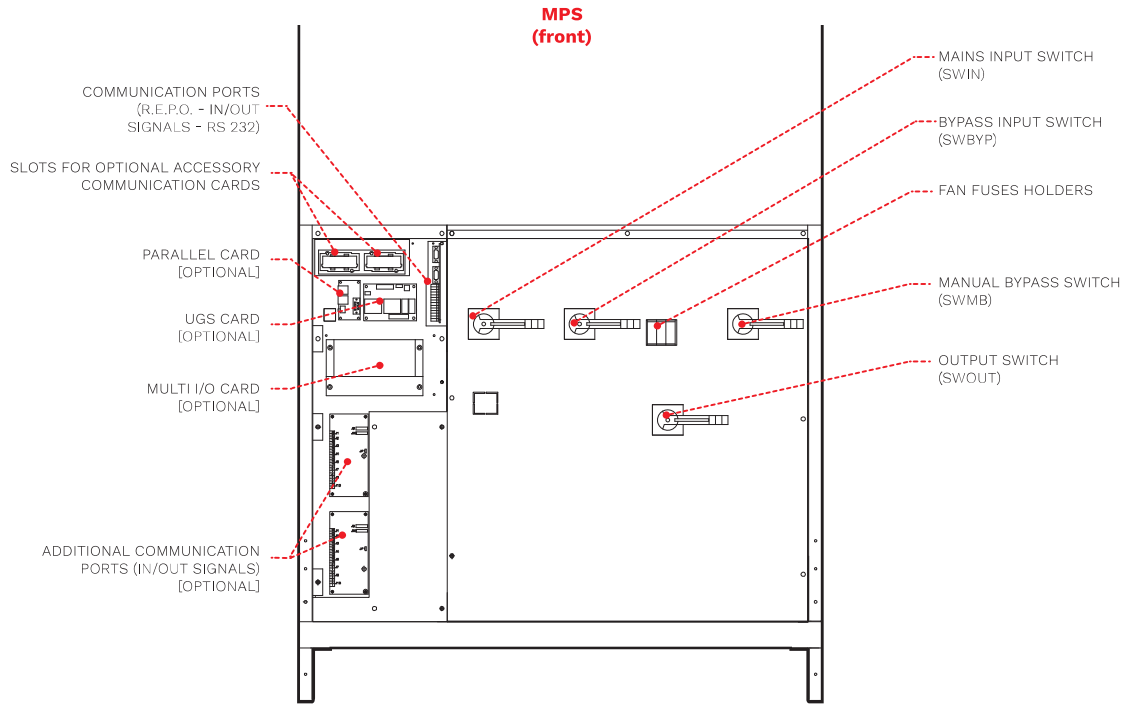 MPS
(front)
COMMUNICATION PORTS
(R.E.P.O. - IN/OUT
SIGNALS - RS 232)
SLOTS FOR OPTIONAL ACCESSORY
COMMUNICATION CARDS
PARALLEL CARD
[OPTIONAL]
UGS CARD
[OPTIONAL]
MULTI I/O CARD
[OPTIONAL]
ADDITIONAL COMMUNICATION
PORTS (IN/OUT SIGNALS)
[OPTIONAL]
MAINS INPUT SWITCH
(SWIN)
BYPASS INPUT SWITCH
(SWBYP)
FAN FUSES HOLDERS
MANUAL BYPASS SWITCH
(SWMB)
OUTPUT SWITCH
(SWOUT)